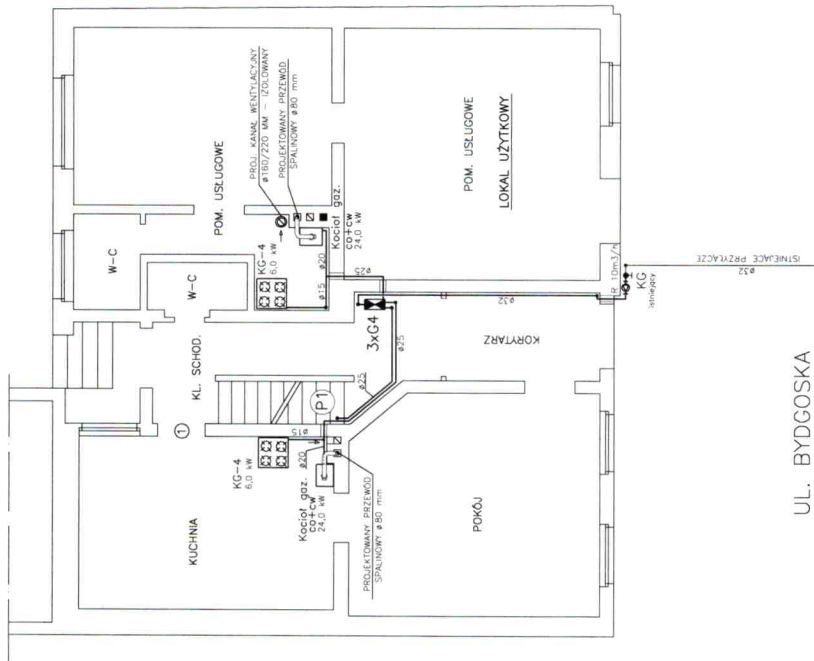 PROJ. KANAŁ WENTYLACYJNY
ø160/220 MM - IZOLOWANY
PROJEKTOWANY PRZEWÓD
SPALINOWY ø80 mm
POM. USŁUGOWE
W-C
W-C
KG-4
6,0 kW
Kocioł gaz.
co+cw
24,0 kW
ø20
ø15
ø25
POM. USŁUGOWE
LOKAL UŻYTKOWY
KL. SCHOD.
3xG4
ø32
KORYTARZ
ø25
ø25
P1
1
ø15
KG-4
6,0 kW
ø20
Kocioł gaz.
co+cw
24,0 kW
KUCHNIA
PROJEKTOWANY PRZEWÓD
SPALINOWY ø80 mm
POKÓJ
R 10m3/h
KG
istniejący
ISTNIEJĄCE PRZYŁĄCZE
ø32
UL. BYDGOSKA